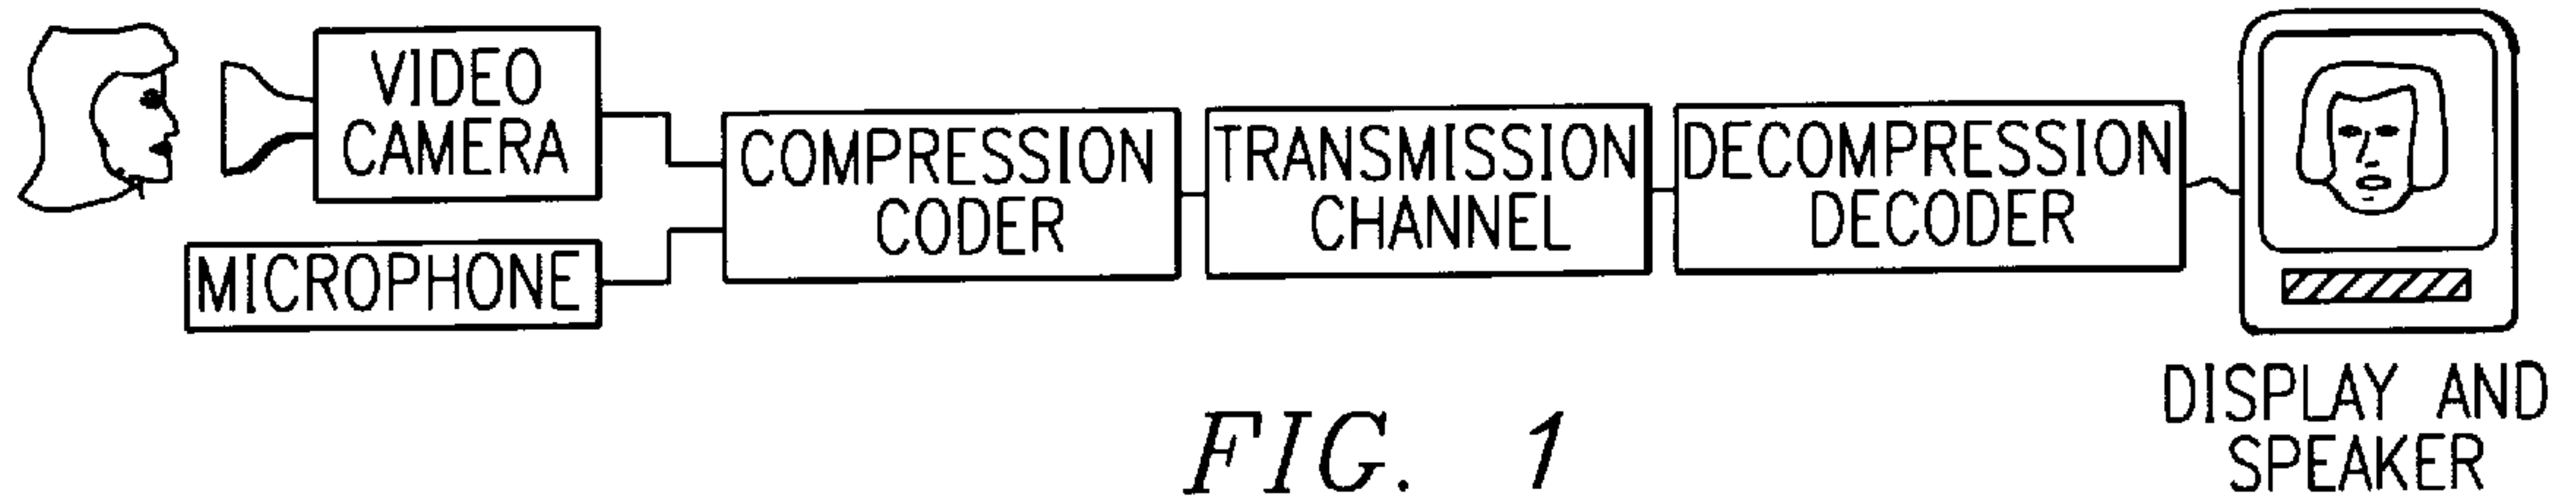 VIDEO
CAMERA
MICROPHONE
COMPRESSION
CODER
TRANSMISSION
CHANNEL
DECOMPRESSION
DECODER
DISPLAY AND
SPEAKER
FIG. 1